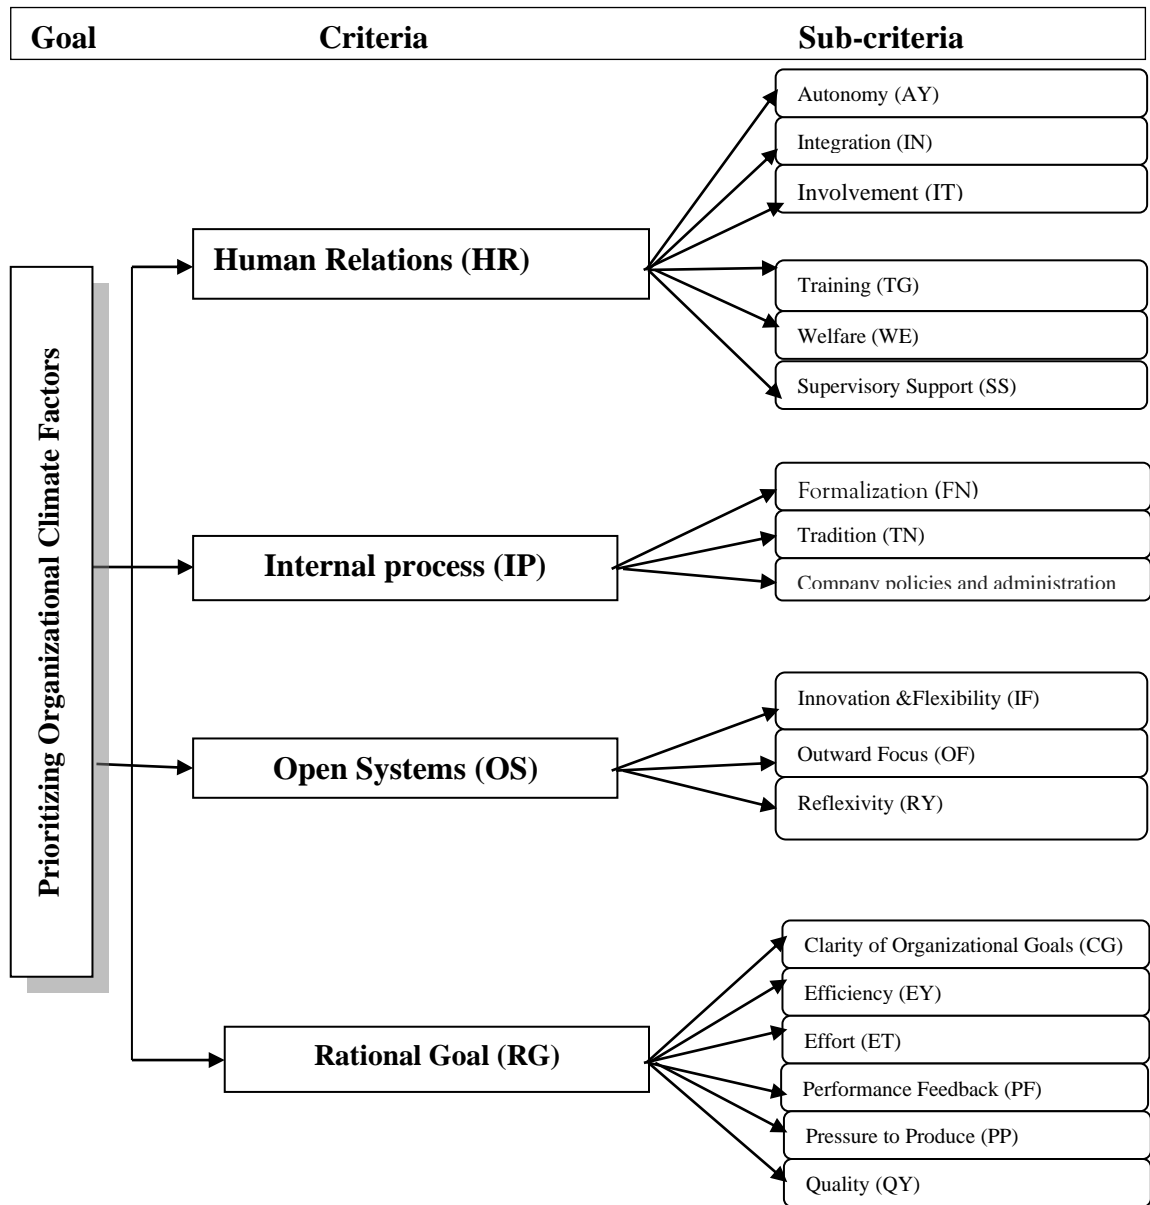 Goal Criteria Sub-criteria
Prioritizing Organizational Climate Factors
Human Relations (HR)
Autonomy (AY)
Integration (IN)
Involvement (IT)
Training (TG)
Welfare (WE)
Supervisory Support (SS)
Internal process (IP)
Formalization (FN)
Tradition (TN)
Company policies and administration
Open Systems (OS)
Innovation &Flexibility (IF)
Outward Focus (OF)
Reflexivity (RY)
Rational Goal (RG)
Clarity of Organizational Goals (CG)
Efficiency (EY)
Effort (ET)
Performance Feedback (PF)
Pressure to Produce (PP)
Quality (QY)